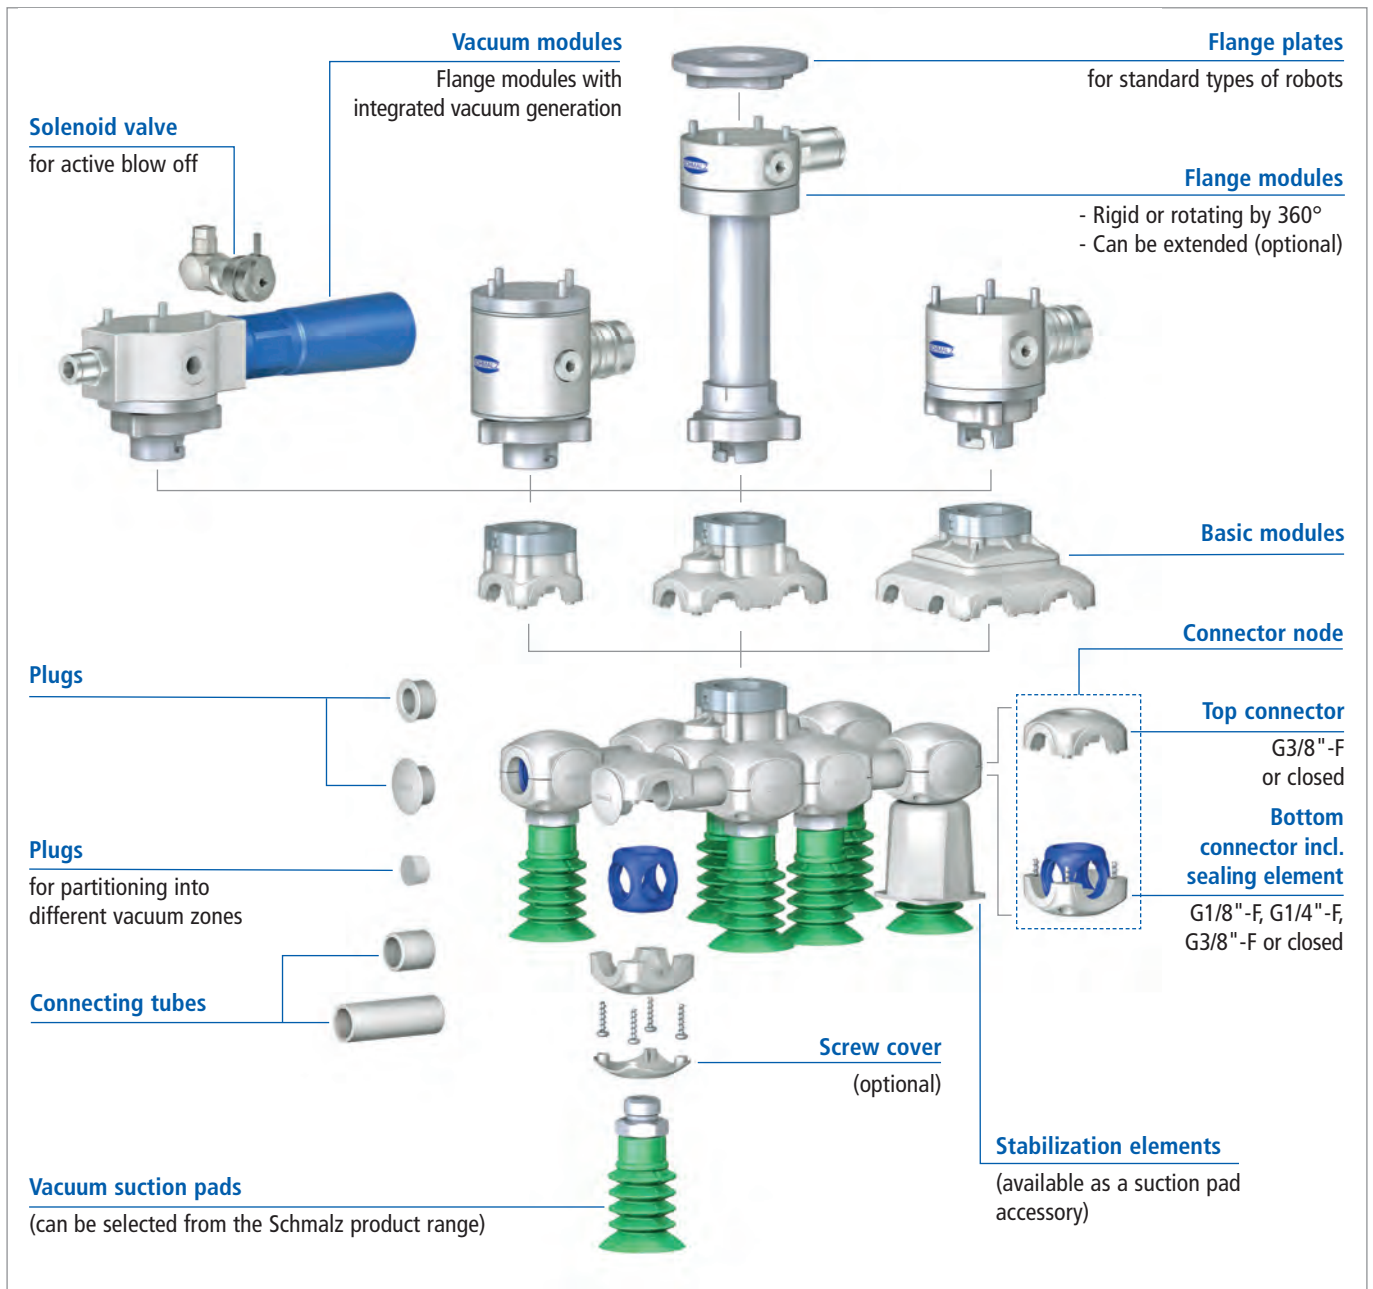 Vacuum modules
Flange modules with
integrated vacuum generation
Flange plates
for standard types of robots
Solenoid valve
for active blow off
Flange modules
- Rigid or rotating by 360°
- Can be extended (optional)
SCHMALZ
SCHMALZ
SCHMALZ
Basic modules
Connector node
Plugs
Top connector
G3/8"-F
or closed
Plugs
for partitioning into
different vacuum zones
Bottom
connector incl.
sealing element
G1/8"-F, G1/4"-F,
G3/8"-F or closed
Connecting tubes
Screw cover
(optional)
Stabilization elements
(available as a suction pad
accessory)
Vacuum suction pads
(can be selected from the Schmalz product range)